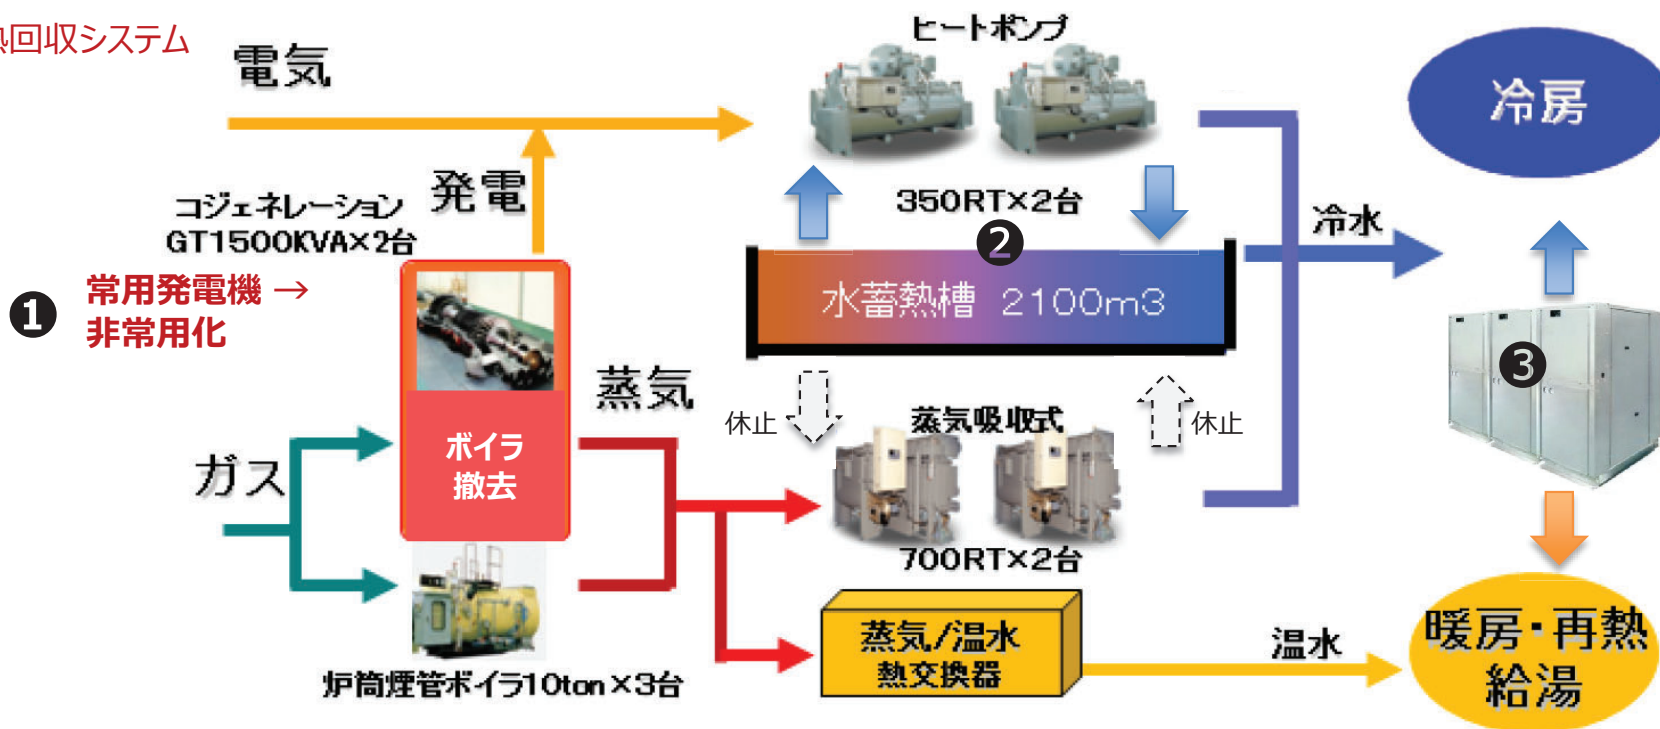 熱回収システム
電気
ヒートポンプ
冷房
発電
コジェネレーション
GT1500KVA×2台
350RT×2台
❷
冷水
❶
常用発電機 →
非常用化
水蓄熱槽 2100m3
❸
蒸気
休止
蒸気吸収式
休止
ガス
ボイラ
撤去
700RT×2台
蒸気/温水
熱交換器
温水
暖房・再熱
給湯
炉筒煙管ボイラ10ton×3台